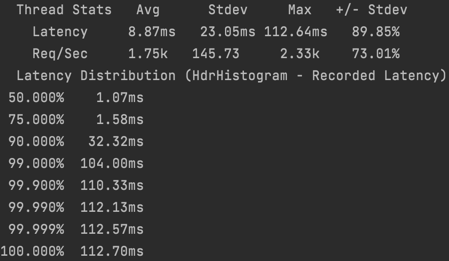 Thread Stats   Avg      Stdev     Max   +/- Stdev
Latency     8.87ms   23.05ms 112.64ms   89.85%
Req/Sec     1.75k   145.73     2.33k    73.01%
Latency Distribution (HdrHistogram - Recorded Latency)
50.000%    1.07ms
75.000%    1.58ms
90.000%   32.32ms
99.000%  104.00ms
99.900%  110.33ms
99.990%  112.13ms
99.999%  112.57ms
100.000%  112.70ms